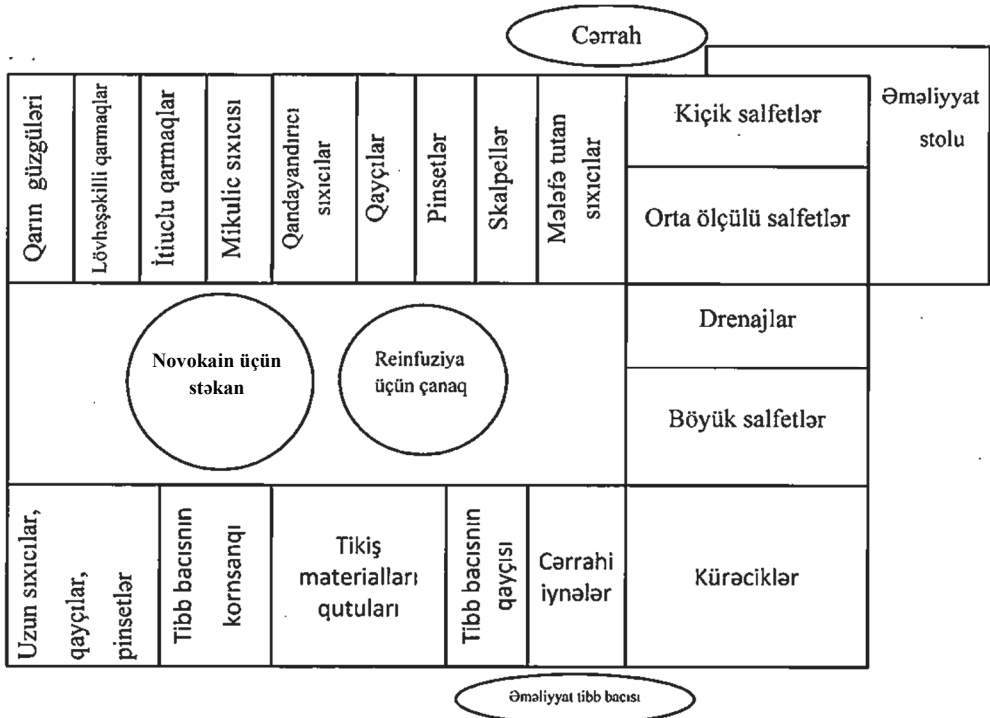 Cərrah
Əməliyyat
stolu
Qarın güzgüləri
Lövhəşəkilli qarmaqlar
İtiuclu qarmaqlar
Mikulic sıxıcısı
Qandayandırıcı
sıxıcılar
Qayçılar
Pinsetlər
Skalpellər
Mələfə tutan
sıxıcılar
Kiçik salfetlər
Orta ölçülü salfetlər
Novokain üçün
stəkan
Reinfuziya
üçün çanaq
Drenajlar
Böyük salfetlər
Uzun sıxıcılar,
qayçılar,
pinsetlər
Tibb bacısnın
kornsanqı
Tikiş
materialları
qutuları
Tibb bacısnın
qayçısı
Cərrahi
iynələr
Kürəciklər
Əməliyyat tibb bacısı